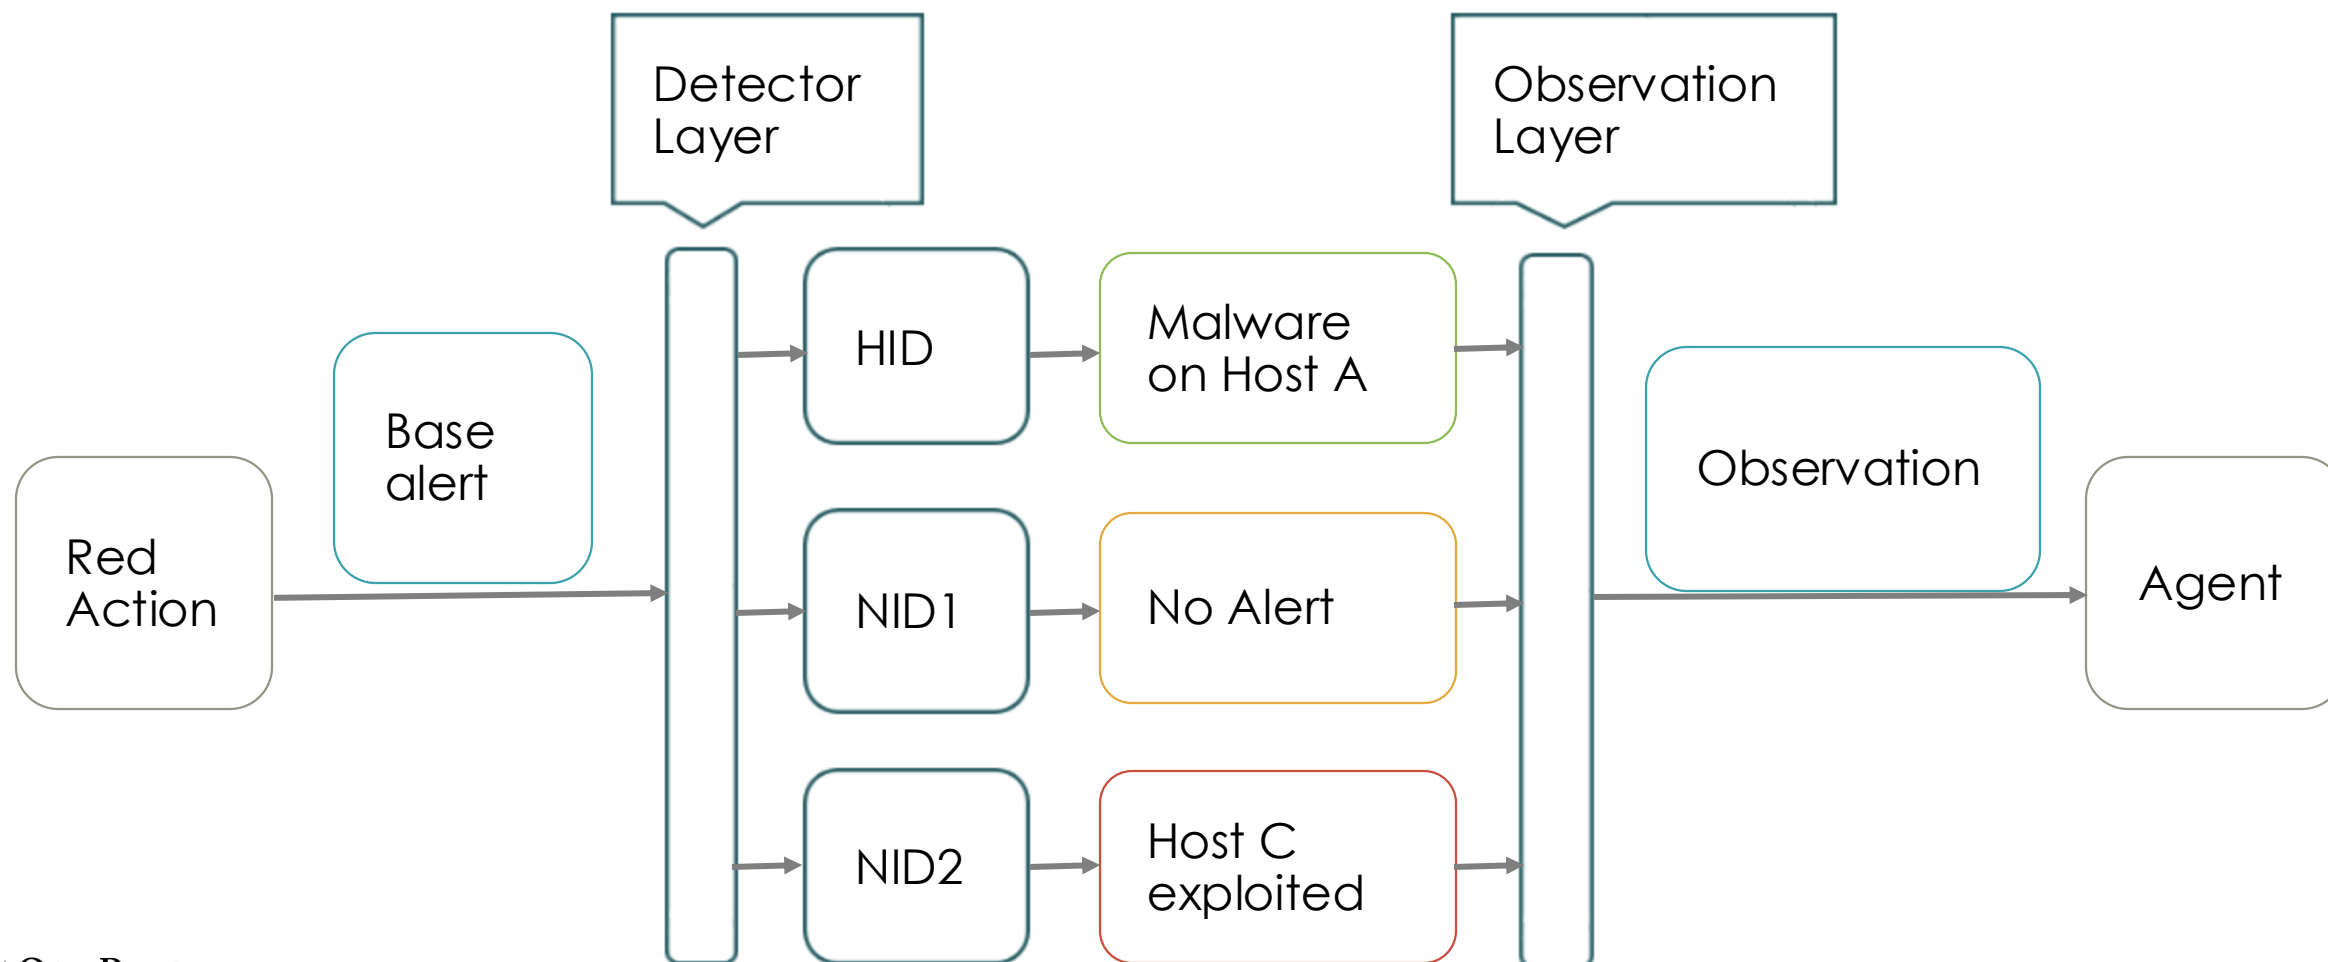 Detector
Layer
Observation
Layer
Red
Action
Base
alert
HID
Malware
on Host A
NID1
No Alert
NID2
Host C
exploited
Observation
Agent